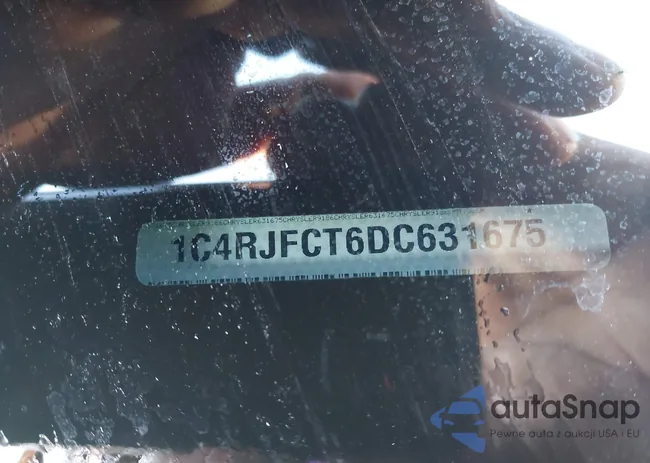 1C4RJFCT6DC631675
autaSnap
Pewne auta z aukcji USA i EU